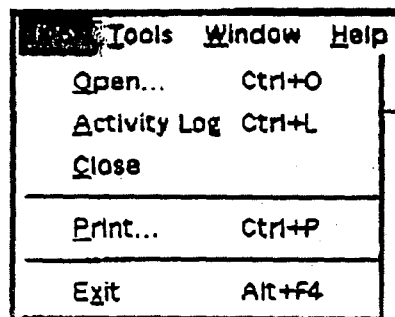 Tools Window Help
Open... Ctrl+O
Activity Log Ctrl+L
Close
Print... Ctrl+P
Exit Alt+F4